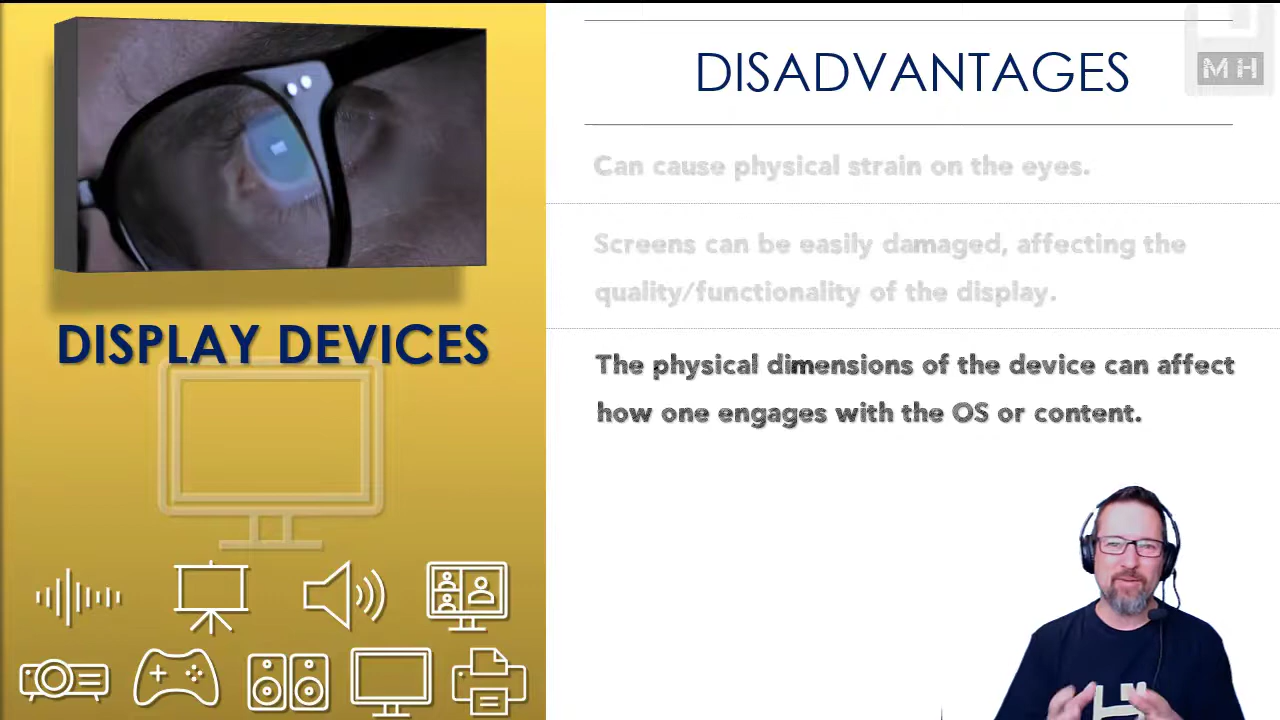 DISADVANTAGES
MH
Can cause physical strain on the eyes.
Screens can be easily damaged, affecting the
quality/functionality of the display.
DISPLAY DEVICES
The physical dimensions of the device can affect
how one engages with the OS or content.